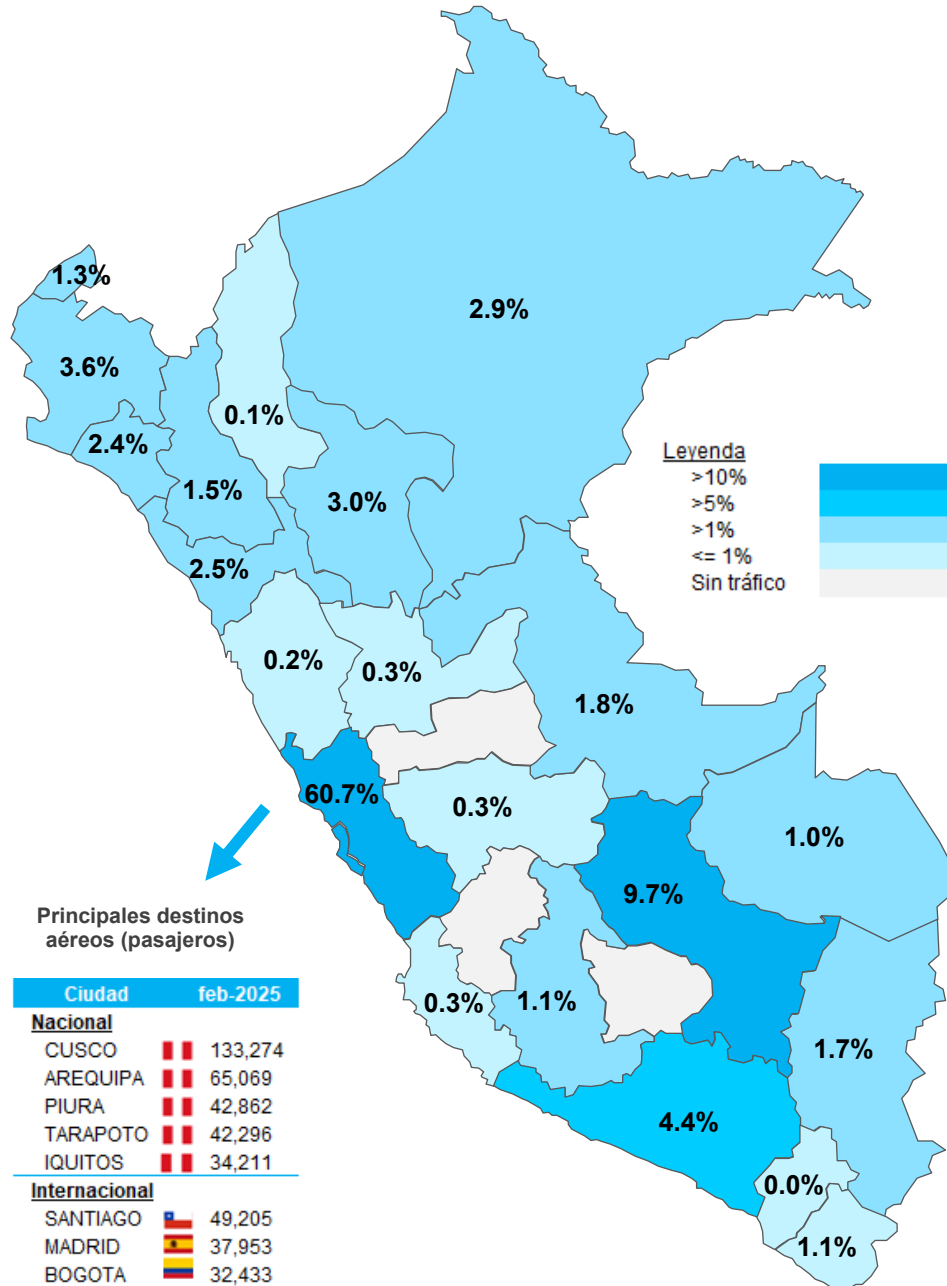 1.3%
2.9%
3.6%
0.1%
2.4%
1.5%
3.0%
2.5%
Leyenda
>10%
>5%
>1%
<= 1%
Sin tráfico
0.2%
0.3%
1.8%
60.7%
0.3%
1.0%
9.7%
0.3%
1.1%
1.7%
4.4%
0.0%
1.1%
Principales destinos
aéreos (pasajeros)
Ciudad feb-2025
Nacional
CUSCO 133,274
AREQUIPA 65,069
PIURA 42,862
TARAPOTO 42,296
IQUITOS 34,211
Internacional
SANTIAGO 49,205
MADRID 37,953
BOGOTA 32,433